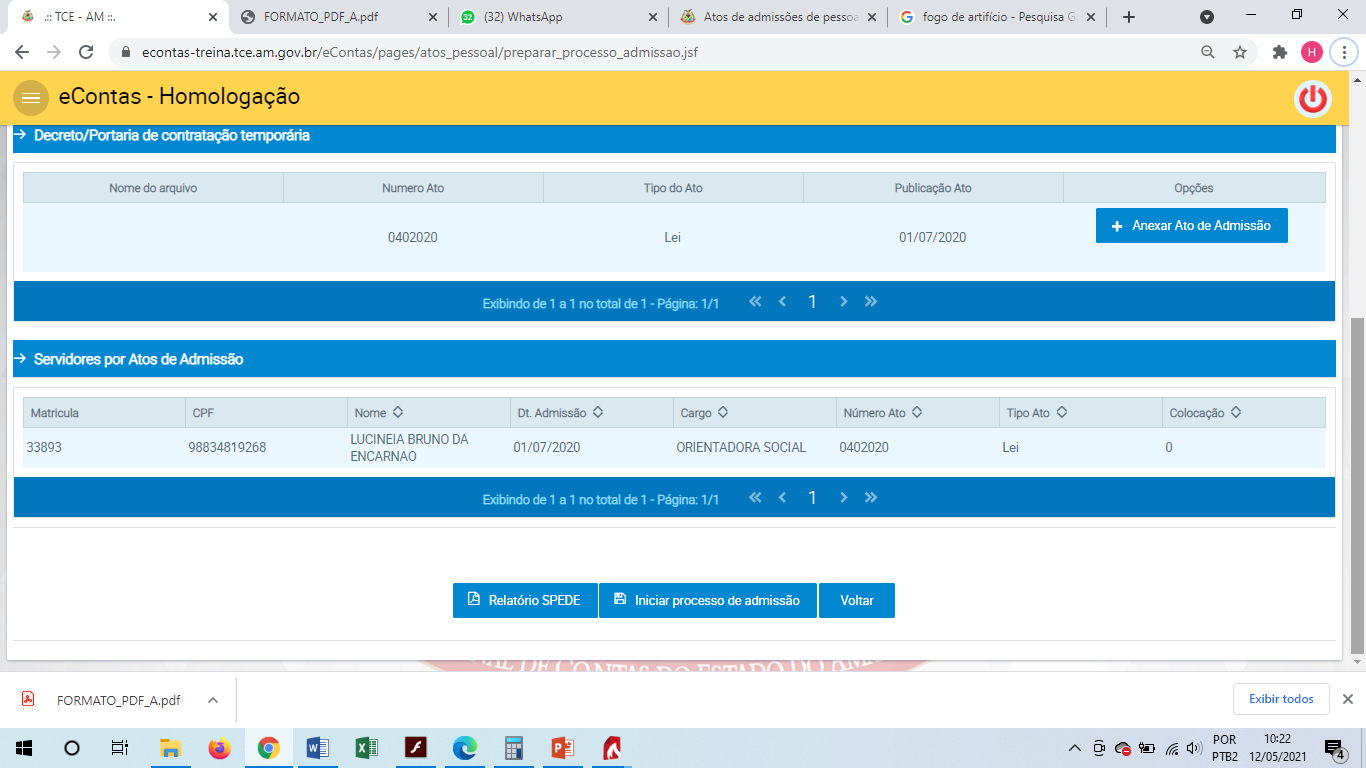 .:: TCE - AM ::.
FORMATO_PDF_A.pdf
(32) WhatsApp
Atos de admissões de pessoa
fogo de artifício - Pesquisa G
econtas-treina.tce.am.gov.br/eContas/pages/atos_pessoal/preparar_processo_admissao.jsf
H
eContas - Homologação
Decreto/Portaria de contratação temporária
Nome do arquivo Numero Ato Tipo do Ato Publicação Ato Opções
0402020 Lei 01/07/2020 Anexar Ato de Admissão
Exibindo de 1 a 1 no total de 1 - Página: 1/1 1
Servidores por Atos de Admissão
Matricula CPF Nome Dt. Admissão Cargo Número Ato Tipo Ato Colocação
33893 98834819268 LUCINEIA BRUNO DA 01/07/2020 ORIENTADORA SOCIAL 0402020 Lei 0
ENCARNAO
Exibindo de 1 a 1 no total de 1 - Página: 1/1 1
Relatório SPEDE Iniciar processo de admissão Voltar
DE CONTAS DO ESTADO DO
FORMATO_PDF_A.pdf Exibir todos
POR 10:22
PTB2 12/05/2021 4